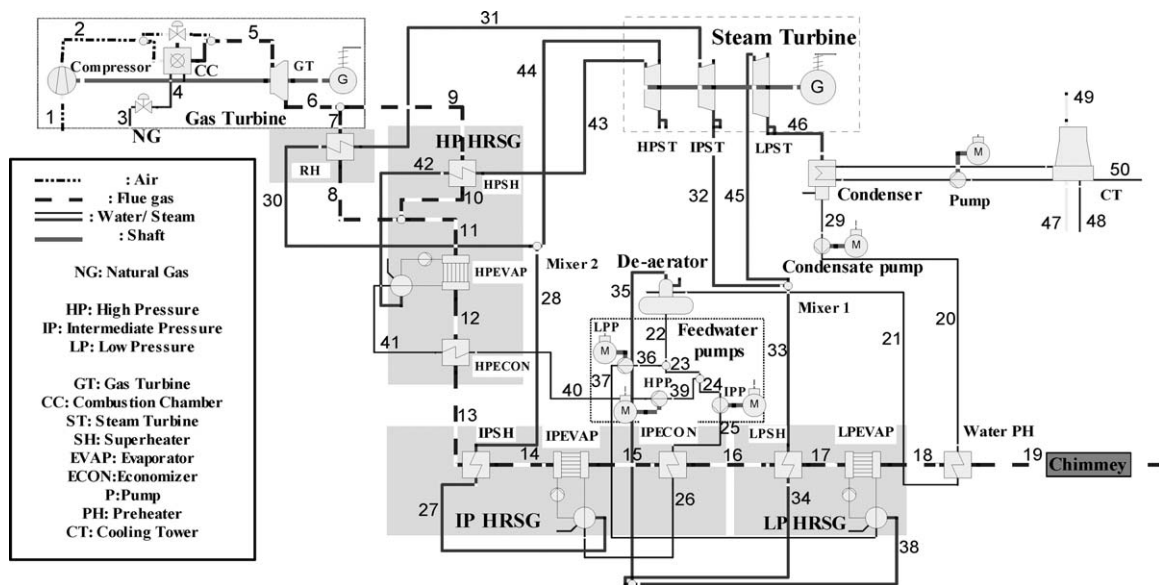 2
31
5
Steam Turbine
Compressor
CC
GT
G
44
4
6
9
G
49
1
3
NG
Gas Turbine
7
43
46
HP HRSG
HPST
IPST
LPST
M
50
RH
42
HPSH
Condenser
Pump
CT
: Air
: Flue gas
: Water/ Steam
: Shaft
30
8
10
32
45
29
47
48
11
M
Mixer 2
De-aerator
Condensate pump
NG: Natural Gas
HPEVAP
28
35
Mixer 1
20
HP: High Pressure
IP: Intermediate Pressure
LP: Low Pressure
12
22
21
LPP
Feedwater
pumps
M
36
23
33
41
HPECON
37
HPP
24
IPP
GT: Gas Turbine
CC: Combustion Chamber
ST: Steam Turbine
SH: Superheater
EVAP: Evaporator
ECON:Economizer
P:Pump
PH: Preheater
CT: Cooling Tower
40
39
M
M
13
25
IPSH
IPEVAP
IPECON
LPSH
LPEVAP
Water PH
14
15
16
17
18
19
Chimmey
27
26
34
IP HRSG
LP HRSG
38